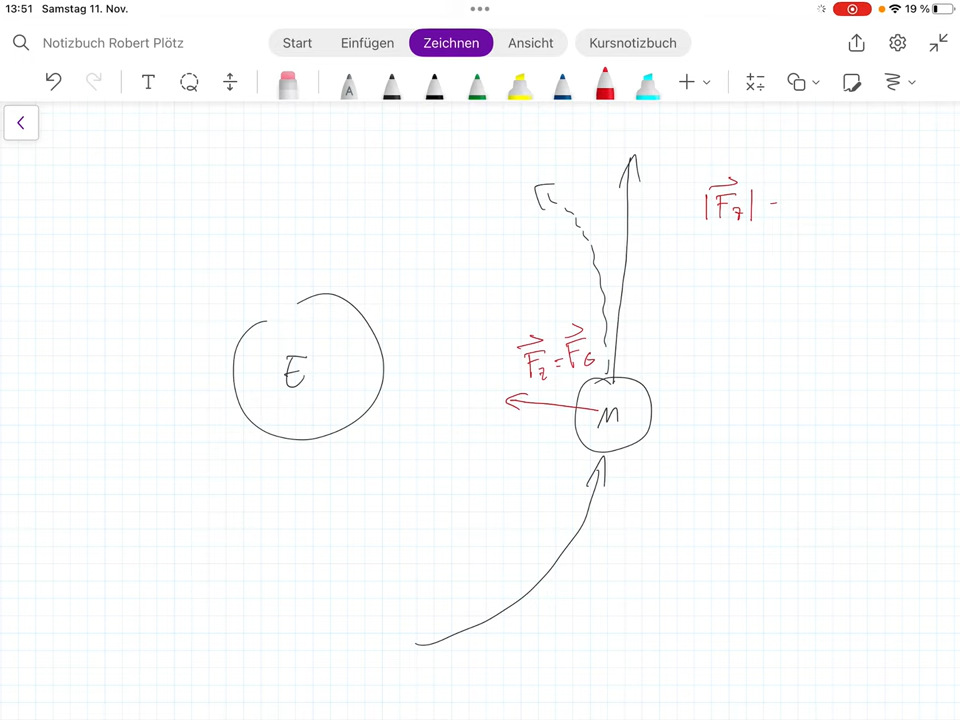 13:51 Samstag 11. Nov. 19 %
Notizbuch Robert Plötz Start Einfügen Zeichnen Ansicht Kursnotizbuch
T A
|F⃗z| -
F⃗z = F⃗G
E
M